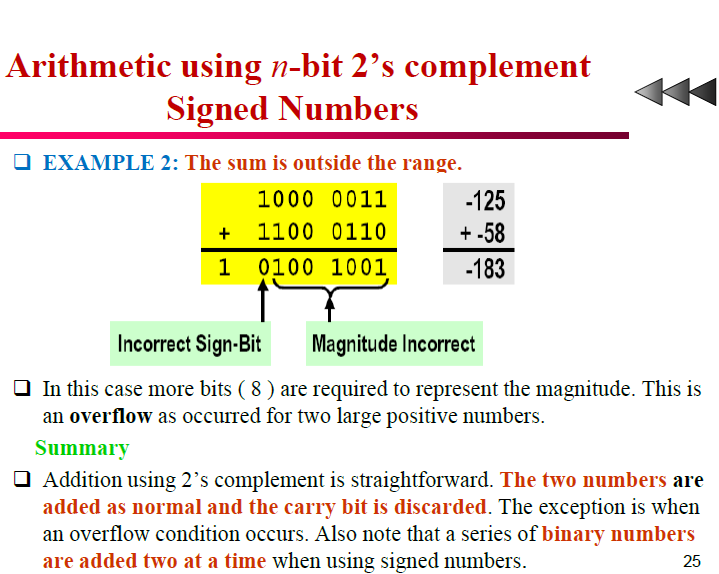 Arithmetic using n-bit 2's complement
Signed Numbers
❑ EXAMPLE 2: The sum is outside the range.
1000 0011
+ 1100 0110
1 0100 1001
-125
+ -58
-183
Incorrect Sign-Bit
Magnitude Incorrect
❑ In this case more bits ( 8 ) are required to represent the magnitude. This is
an overflow as occurred for two large positive numbers.
Summary
❑ Addition using 2's complement is straightforward. The two numbers are
added as normal and the carry bit is discarded. The exception is when
an overflow condition occurs. Also note that a series of binary numbers
are added two at a time when using signed numbers.
25